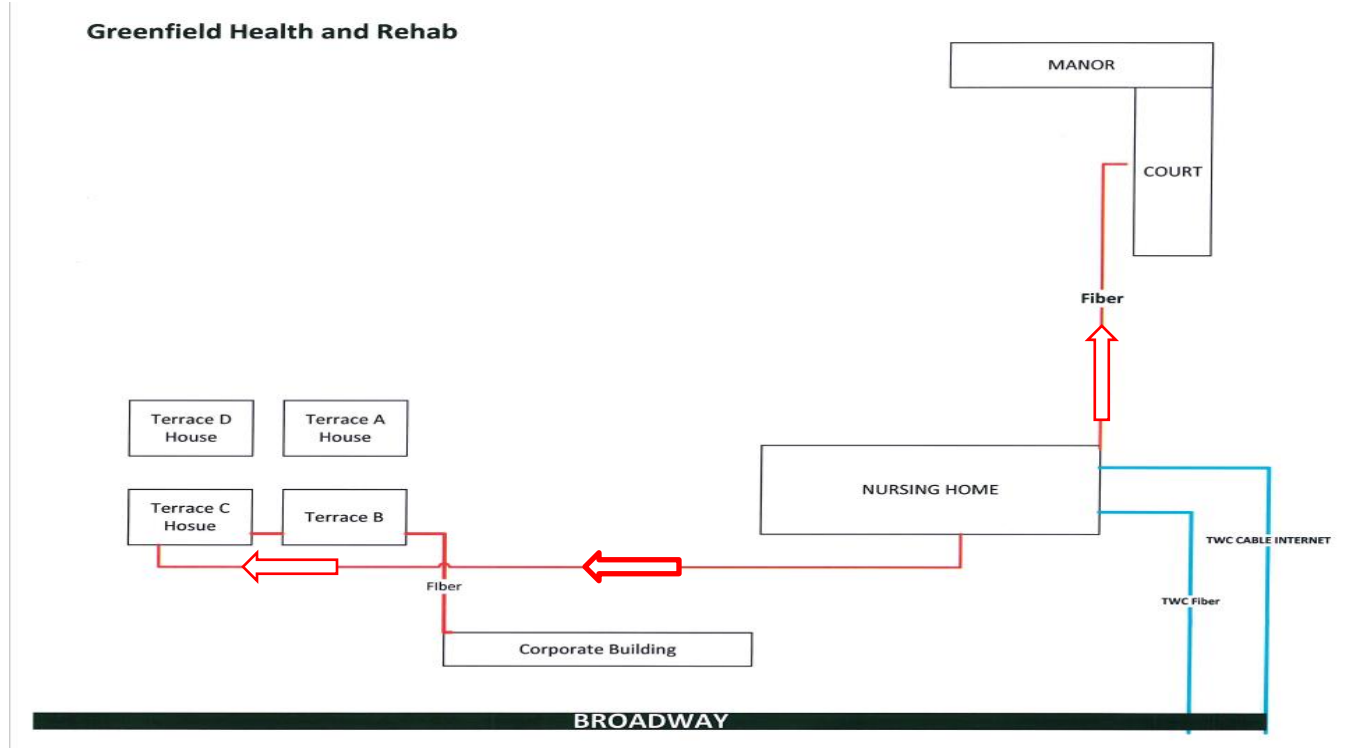 Greenfield Health and Rehab
MANOR
COURT
Fiber
Terrace D
House
Terrace A
House
NURSING HOME
Terrace C
Hosue
Terrace B
TWC CABLE INTERNET
FIber
TWC Fiber
Corporate Building
BROADWAY